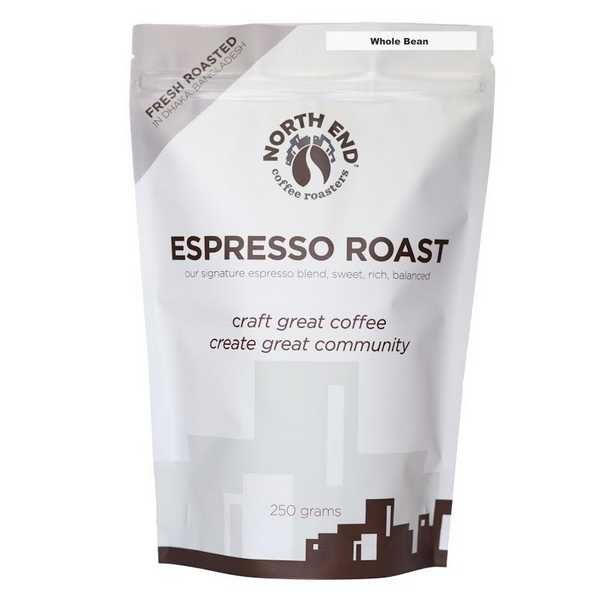 Whole Bean
FRESH ROASTED
IN DHAKA, BANGLADESH
NORTH END
coffee roasters
ESPRESSO ROAST
our signature espresso blend, sweet, rich, balanced
craft great coffee
create great community
250 grams